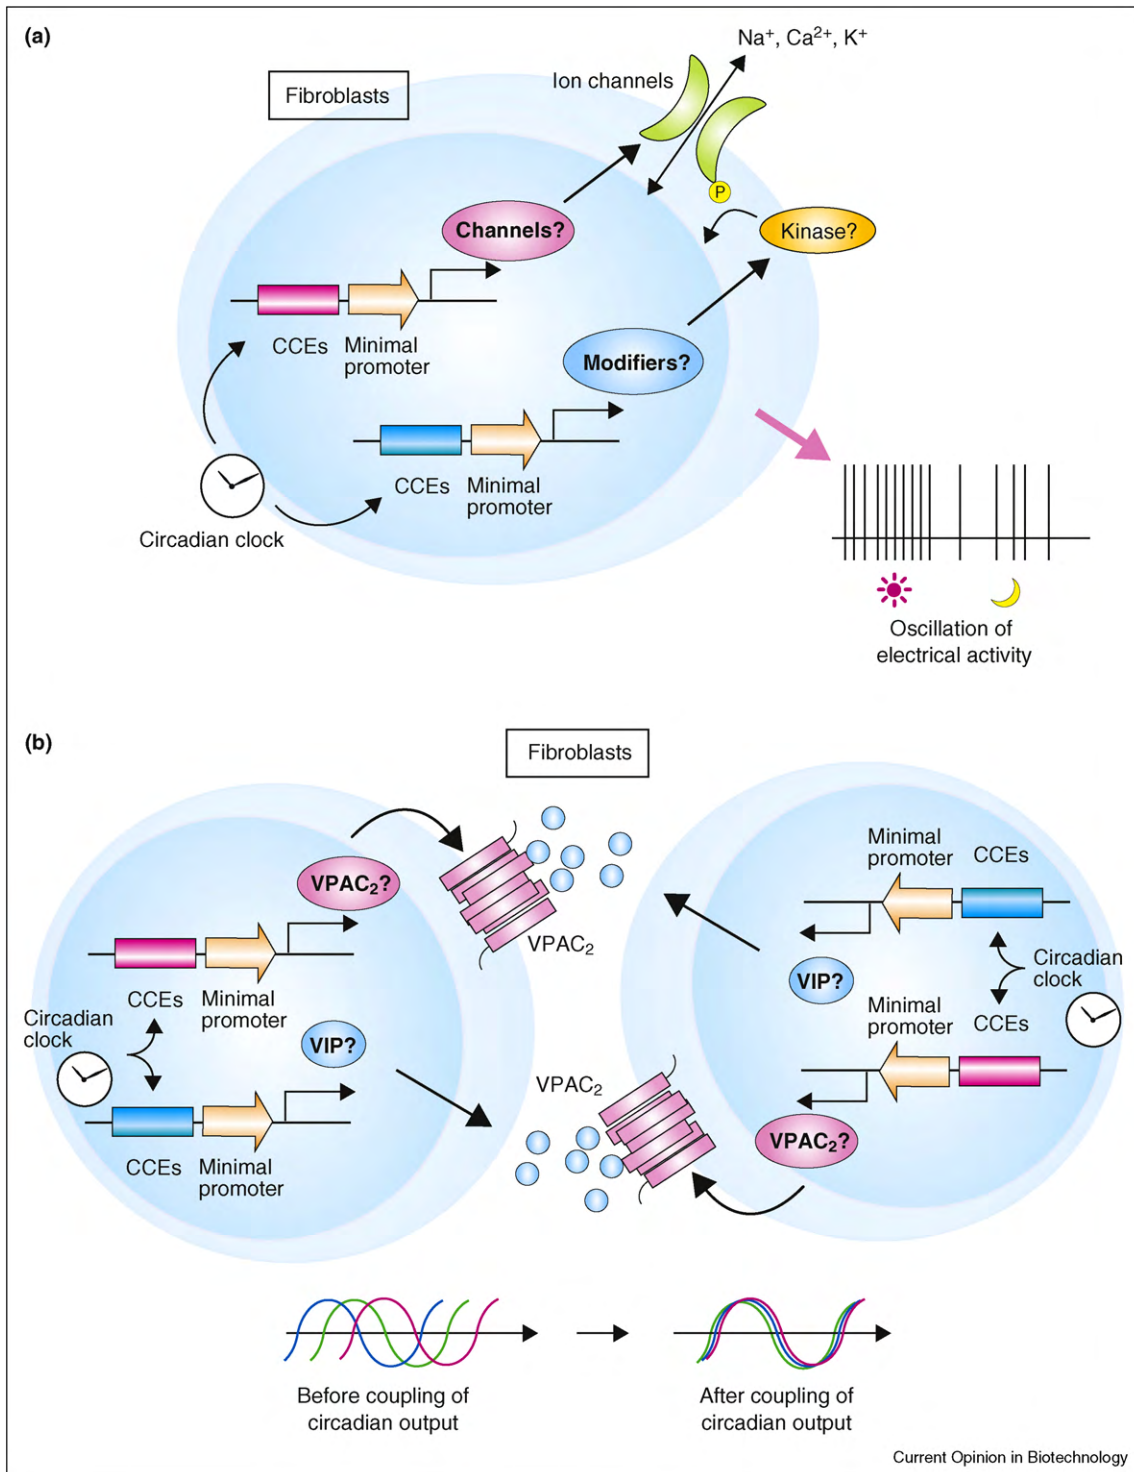 (a)
Na⁺, Ca²⁺, K⁺
Ion channels
Fibroblasts
P
Channels?
Kinase?
CCEs
Minimal
promoter
Modifiers?
CCEs
Minimal
promoter
Circadian clock
Oscillation of
electrical activity
(b)
Fibroblasts
VPAC₂?
VPAC₂
CCEs
Minimal
promoter
Circadian
clock
VIP?
CCEs
Minimal
promoter
Minimal
promoter
CCEs
VIP?
Circadian
clock
Minimal
promoter
CCEs
VPAC₂
VPAC₂?
Before coupling of
circadian output
After coupling of
circadian output
Current Opinion in Biotechnology